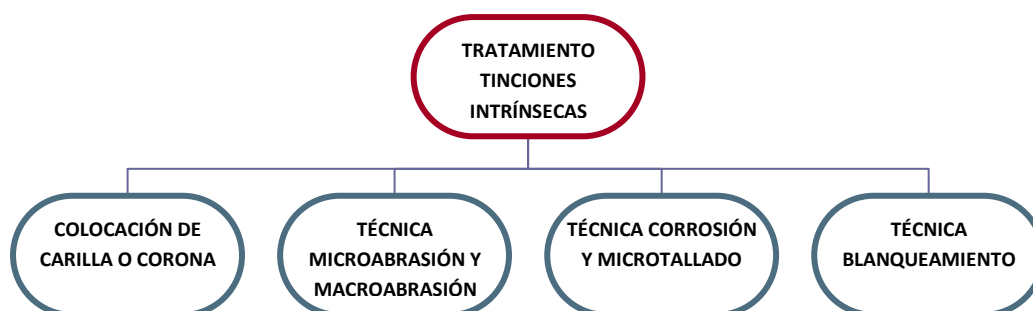 TRATAMIENTO
TINCIONES
INTRÍNSECAS
COLOCACIÓN DE
CARILLA O CORONA
TÉCNICA
MICROABRASIÓN Y
MACROABRASIÓN
TÉCNICA CORROSIÓN
Y MICROTALLADO
TÉCNICA
BLANQUEAMIENTO